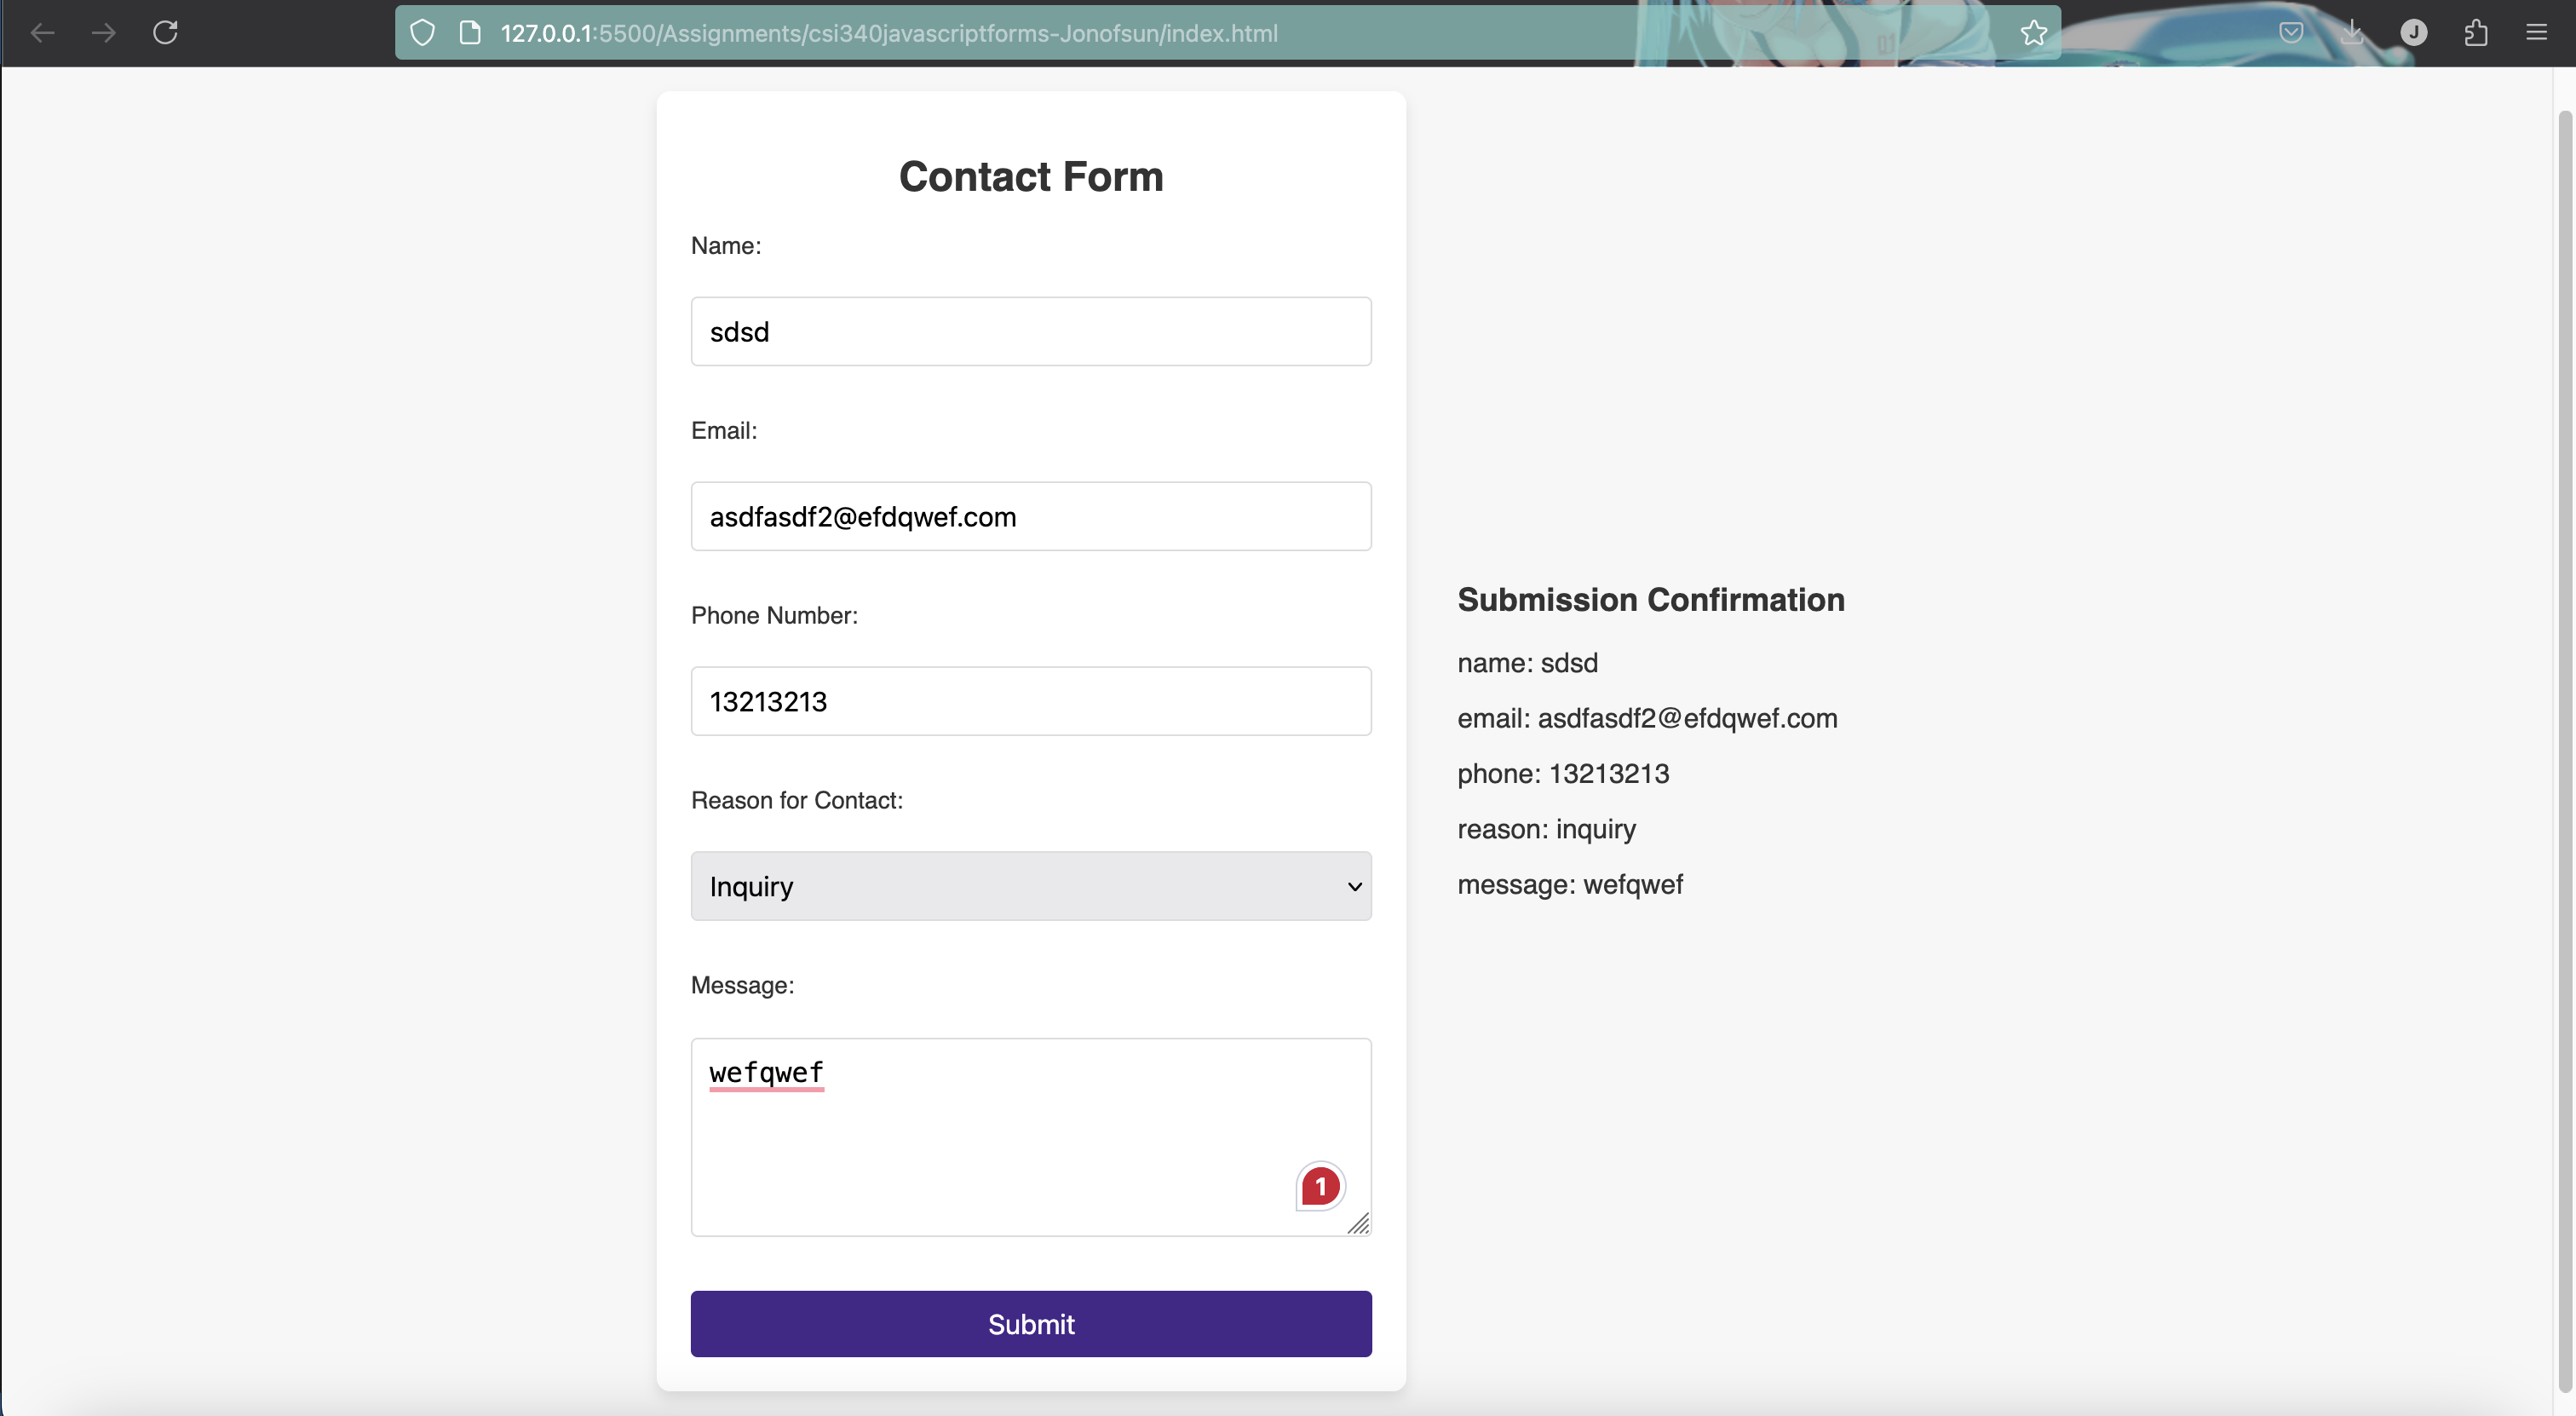 127.0.0.1:5500/Assignments/csi340javascriptforms-Jonofsun/index.html
J
01
Contact Form
Name:
sdsd
Email:
asdfasdf2@efdqwef.com
Phone Number:
13213213
Reason for Contact:
Inquiry
Message:
wefqwef
1
Submit
Submission Confirmation
name: sdsd
email: asdfasdf2@efdqwef.com
phone: 13213213
reason: inquiry
message: wefqwef